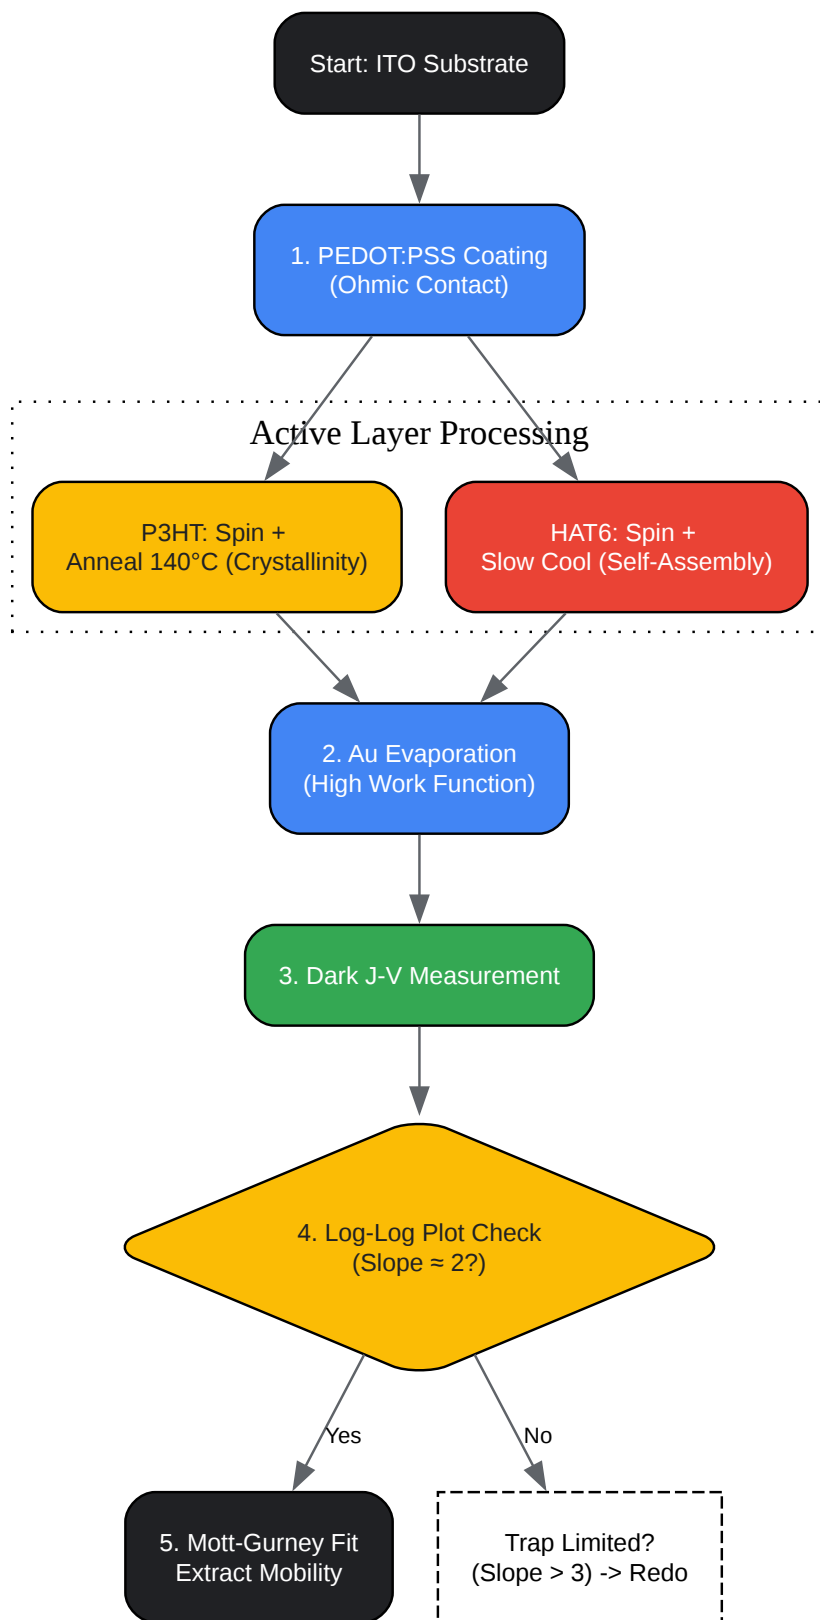 Start: ITO Substrate
1. PEDOT:PSS Coating
(Ohmic Contact)
Active Layer Processing
P3HT: Spin +
Anneal 140°C (Crystallinity)
HAT6: Spin +
Slow Cool (Self-Assembly)
2. Au Evaporation
(High Work Function)
3. Dark J-V Measurement
4. Log-Log Plot Check
(Slope ≈ 2?)
Yes
No
5. Mott-Gurney Fit
Extract Mobility
Trap Limited?
(Slope > 3) -> Redo